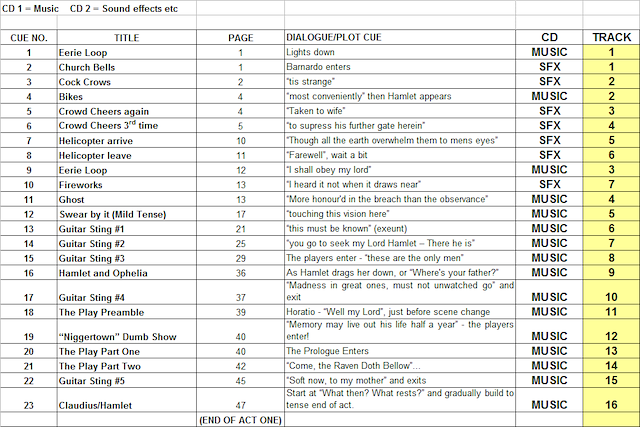 CD 1 = Music CD 2 = Sound effects etc
CUE NO. TITLE PAGE DIALOGUE/PLOT CUE CD TRACK
1 Eerie Loop 1 Lights down MUSIC 1
2 Church Bells 1 Barnardo enters SFX 1
3 Cock Crows 2 "tis strange" SFX 2
4 Bikes 4 "most conveniently" then Hamlet appears MUSIC 2
5 Crowd Cheers again 4 "Taken to wife" SFX 3
6 Crowd Cheers 3rd time 5 "to supress his further gate herein" SFX 4
7 Helicopter arrive 10 "Though all the earth overwhelm them to mens eyes" SFX 5
8 Helicopter leave 11 "Farewell", wait a bit SFX 6
9 Eerie Loop 12 "I shall obey my lord" MUSIC 3
10 Fireworks 13 "I heard it not when it draws near" SFX 7
11 Ghost 13 "More honour'd in the breach than the observance" MUSIC 4
12 Swear by it (Mild Tense) 17 "touching this vision here" MUSIC 5
13 Guitar Sting #1 21 "this must be known" (exeunt) MUSIC 6
14 Guitar Sting #2 25 "you go to seek my Lord Hamlet – There he is" MUSIC 7
15 Guitar Sting #3 29 The players enter - "these are the only men" MUSIC 8
16 Hamlet and Ophelia 36 As Hamlet drags her down, or "Where's your father?" MUSIC 9
"Madness in great ones, must not unwatched go" and
17 Guitar Sting #4 37 exit MUSIC 10
18 The Play Preamble 39 Horatio - "Well my Lord", just before scene change MUSIC 11
"Memory may live out his life half a year" - the players
19 "Niggertown" Dumb Show 40 enter! MUSIC 12
20 The Play Part One 40 The Prologue Enters MUSIC 13
21 The Play Part Two 42 "Come, the Raven Doth Bellow"... MUSIC 14
22 Guitar Sting #5 45 "Soft now, to my mother" and exits MUSIC 15
Start at "What then? What rests?" and gradually build to
23 Claudius/Hamlet 47 tense end of act. MUSIC 16
(END OF ACT ONE)